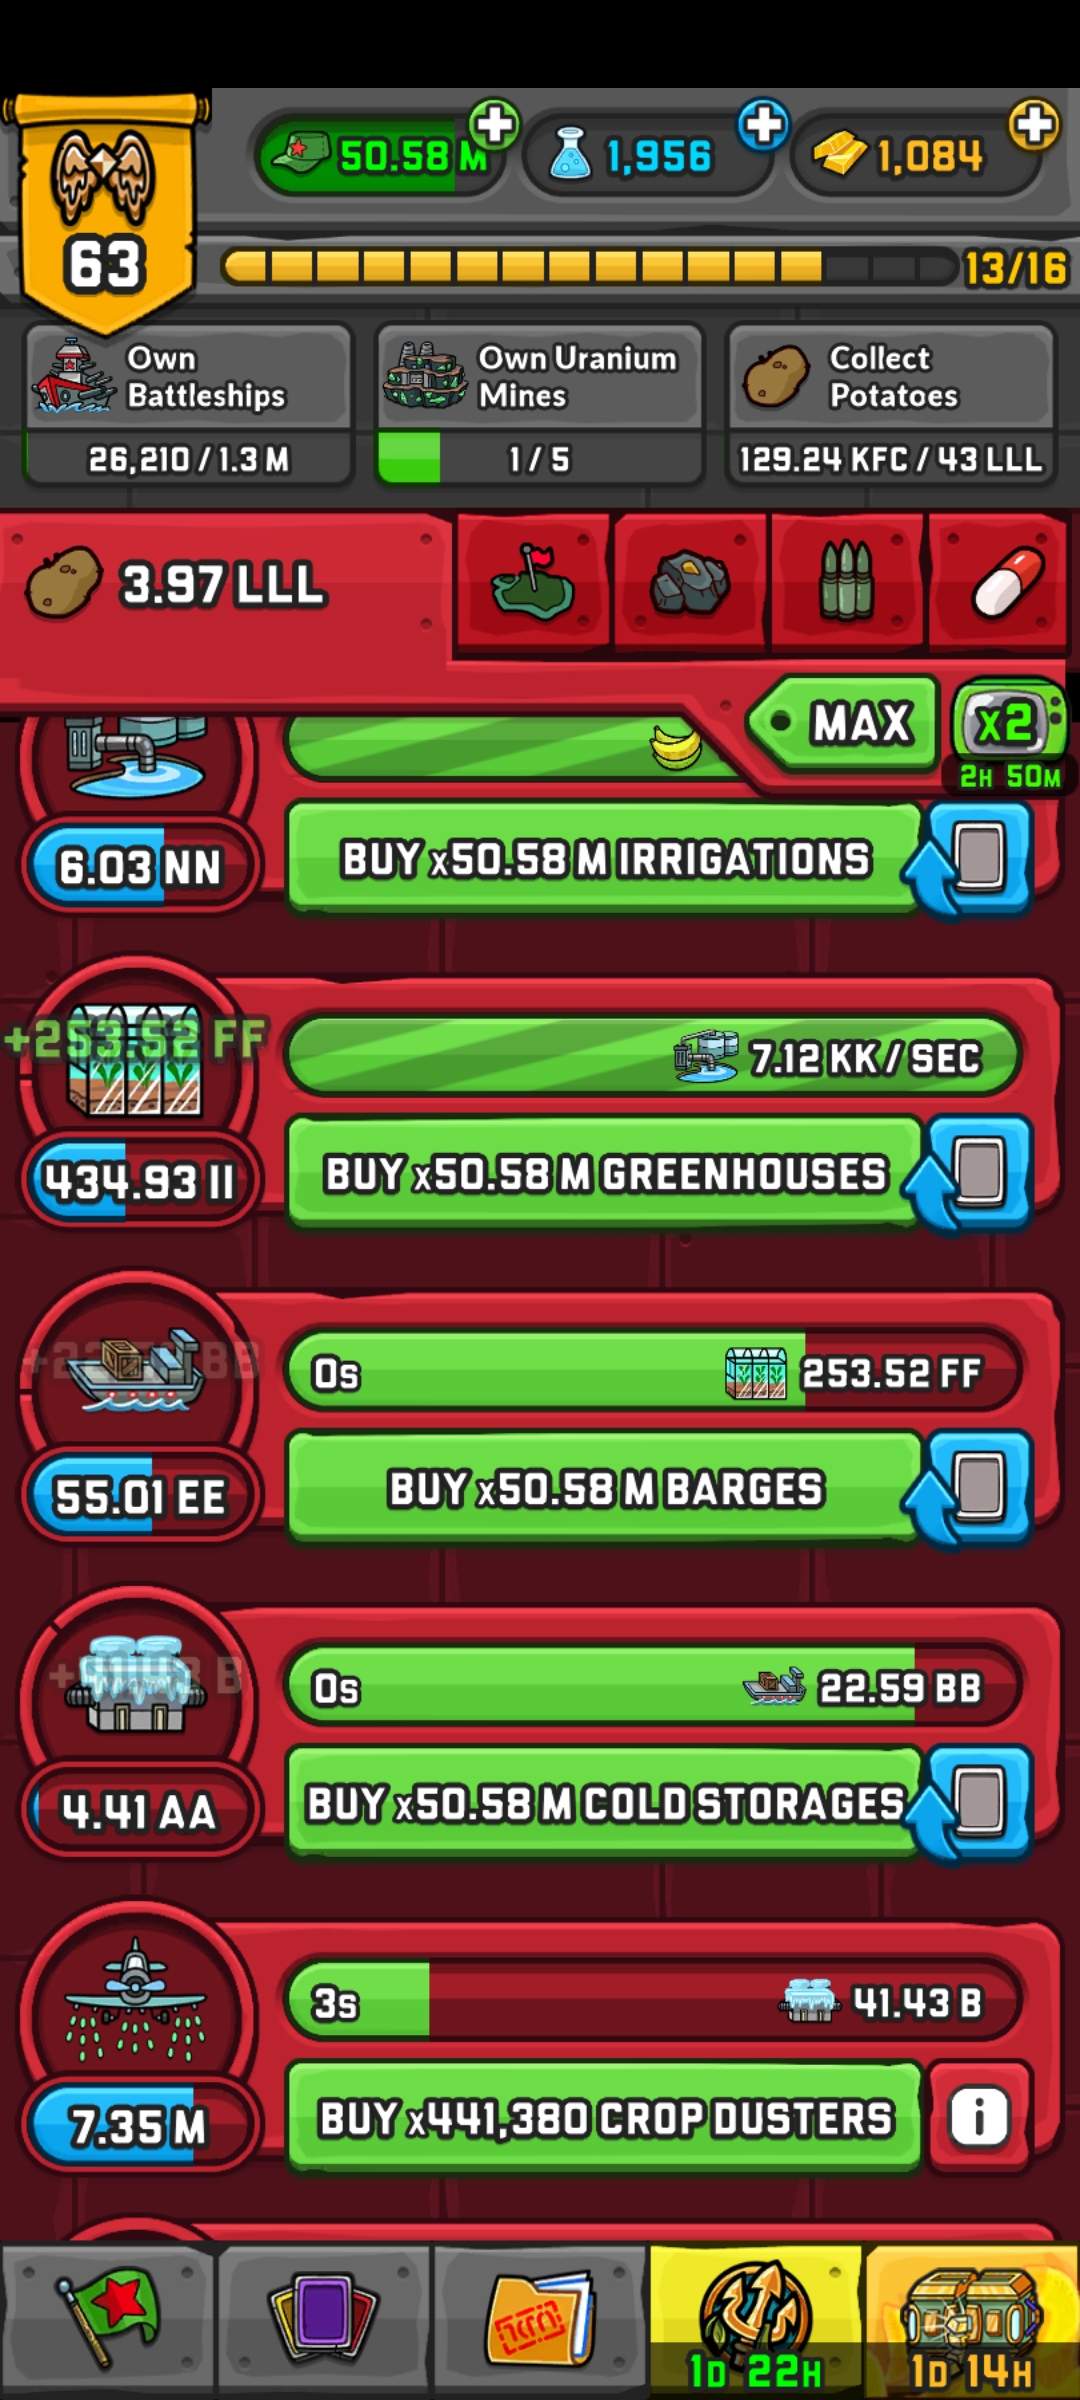 50.58 M
1,956
1,084
63
13/16
Own
Battleships
26,210 / 1.3 M
Own Uranium
Mines
1 / 5
Collect
Potatoes
129.24 KFC / 43 LLL
3.97 LLL
MAX
x2
2H 50M
6.03 NN
BUY x50.58 M IRRIGATIONS
+253.52 FF
7.12 KK / SEC
434.93 II
BUY x50.58 M GREENHOUSES
0s
253.52 FF
55.01 EE
BUY x50.58 M BARGES
0s
22.59 BB
4.41 AA
BUY x50.58 M COLD STORAGES
3s
41.43 B
7.35 M
BUY x441,380 CROP DUSTERS
i
1D 22H
1D 14H